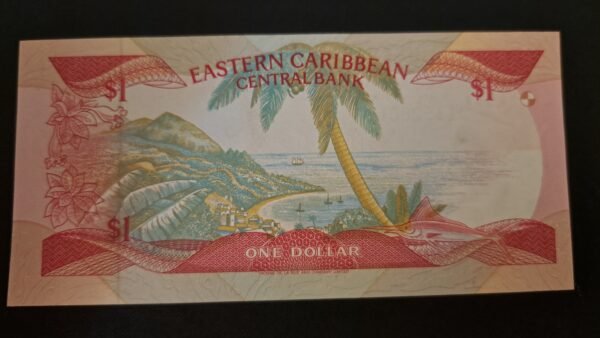 $1
EASTERN CARIBBEAN
$1
CENTRAL BANK
$1
ONE DOLLAR